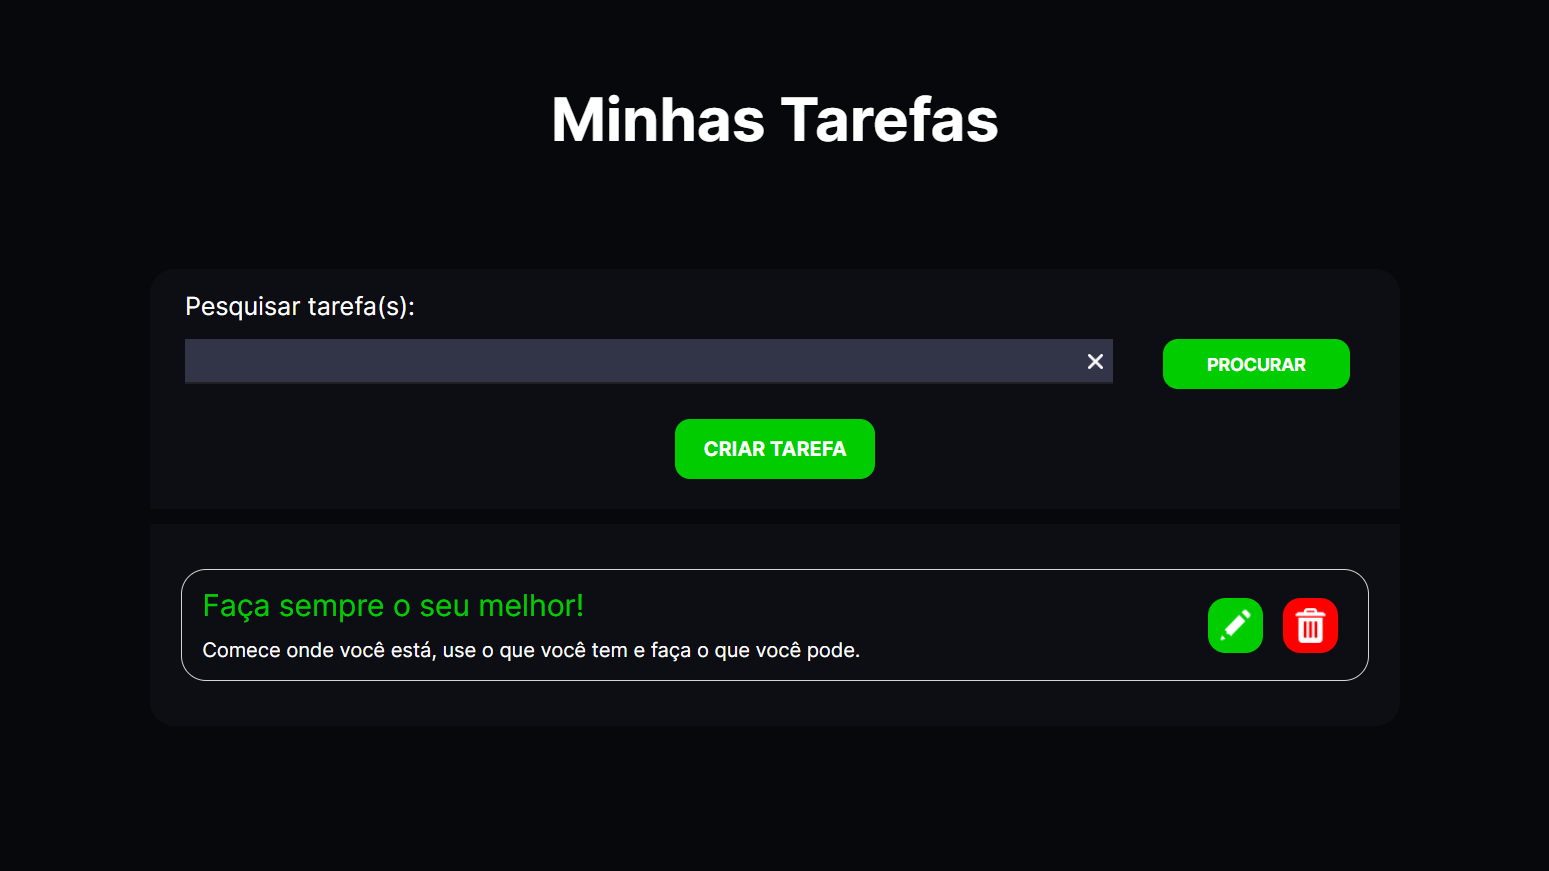 Minhas Tarefas
Pesquisar tarefa(s):
PROCURAR
CRIAR TAREFA
Faça sempre o seu melhor!
Comece onde você está, use o que você tem e faça o que você pode.